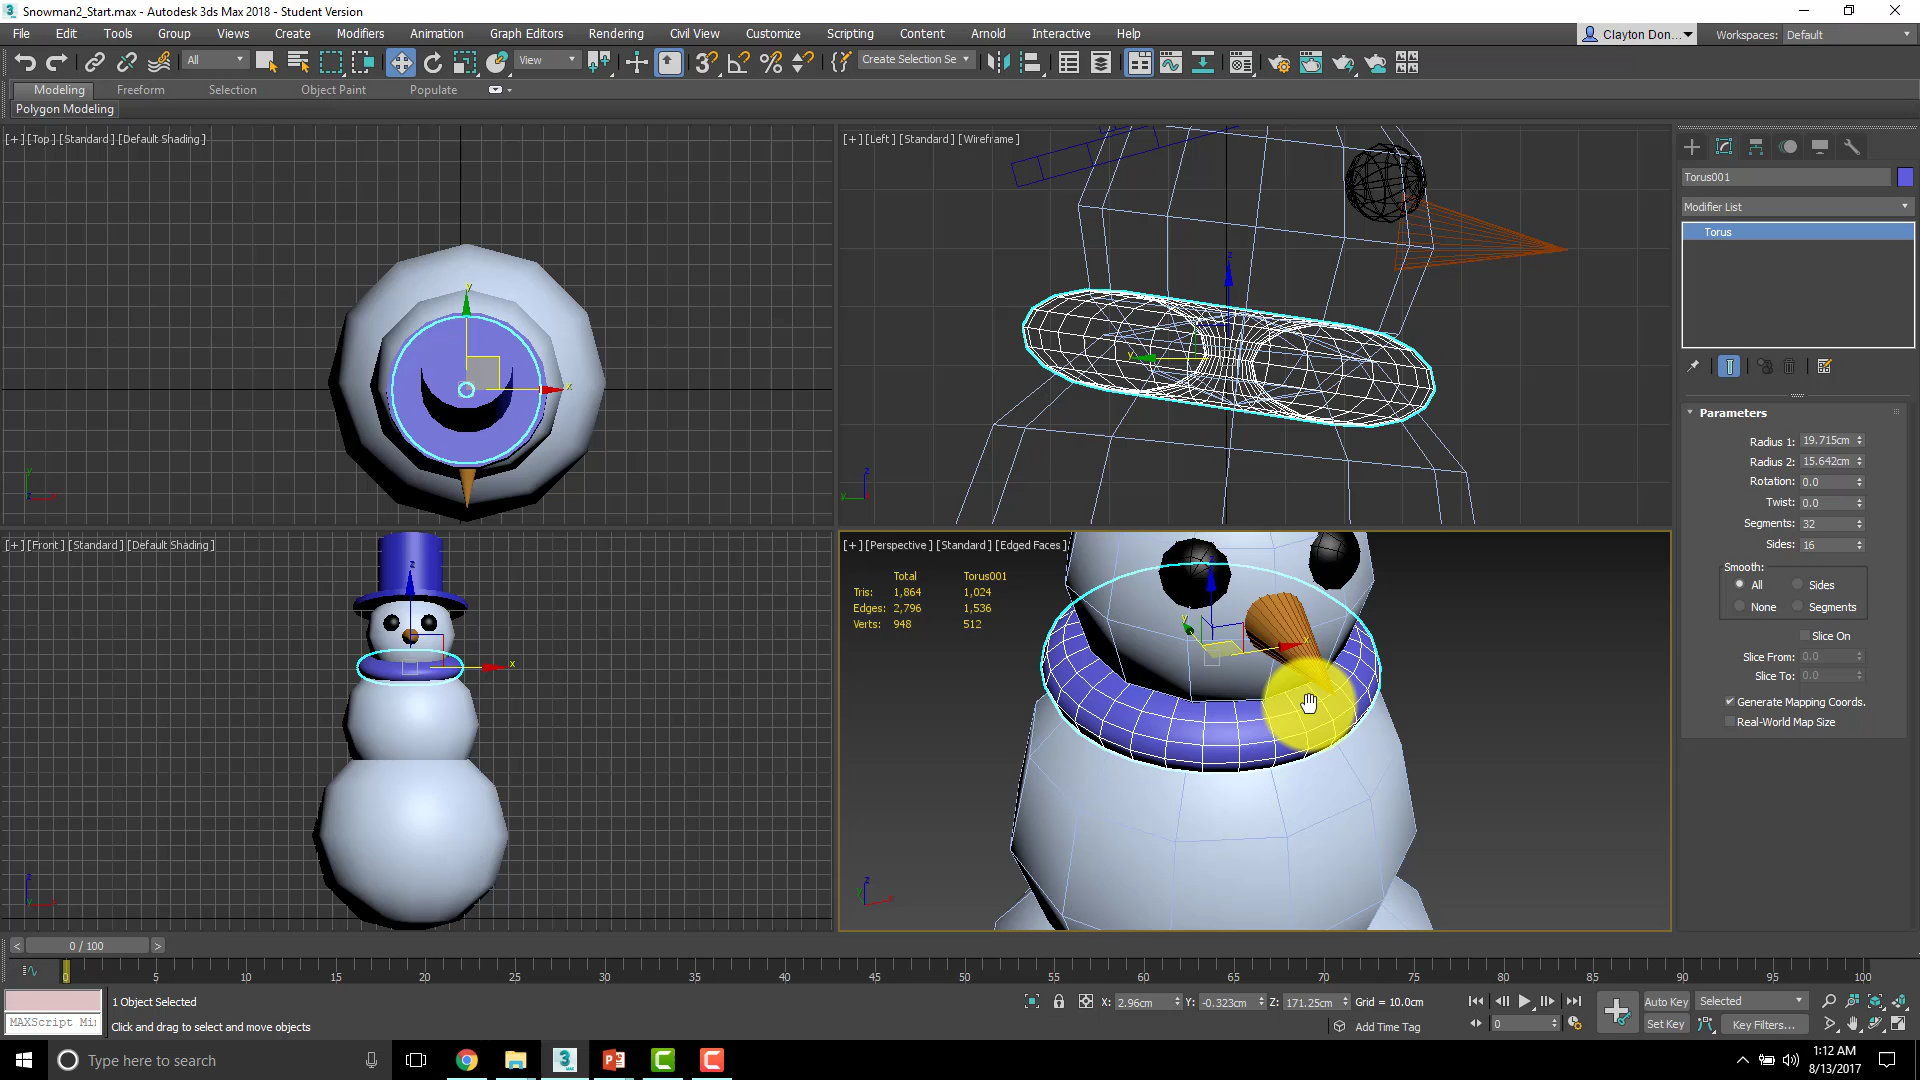 Snowman2_Start.max - Autodesk 3ds Max 2018 - Student Version
File Edit Tools Group Views Create Modifiers Animation Graph Editors Rendering Civil View Customize Scripting Content Arnold Interactive Help
Clayton Don... Workspaces: Default
All View Create Selection Se
Modeling Freeform Selection Object Paint Populate
Polygon Modeling
[+] [Top] [Standard] [Default Shading]
[+] [Left] [Standard] [Wireframe]
Torus001
Modifier List
Torus
Parameters
Radius 1: 19.715cm
Radius 2: 15.642cm
Rotation: 0.0
Twist: 0.0
Segments: 32
Sides: 16
Smooth:
All Sides
None Segments
Slice On
Slice From: 0.0
Slice To: 0.0
Generate Mapping Coords.
Real-World Map Size
[+] [Front] [Standard] [Default Shading]
[+] [Perspective] [Standard] [Edged Faces]
Total Torus001
Tris: 1,864 1,024
Edges: 2,796 1,536
Verts: 948 512
< 0 / 100 >
0 5 10 15 20 25 30 35 40 45 50 55 60 65 70 75 80 85 90 95 100
1 Object Selected
X: 2.96cm Y: -0.323cm Z: 171.25cm Grid = 10.0cm
Auto Key Selected
MAXScript Mi
Click and drag to select and move objects
Add Time Tag
0
Set Key Key Filters...
Type here to search
1:12 AM
8/13/2017